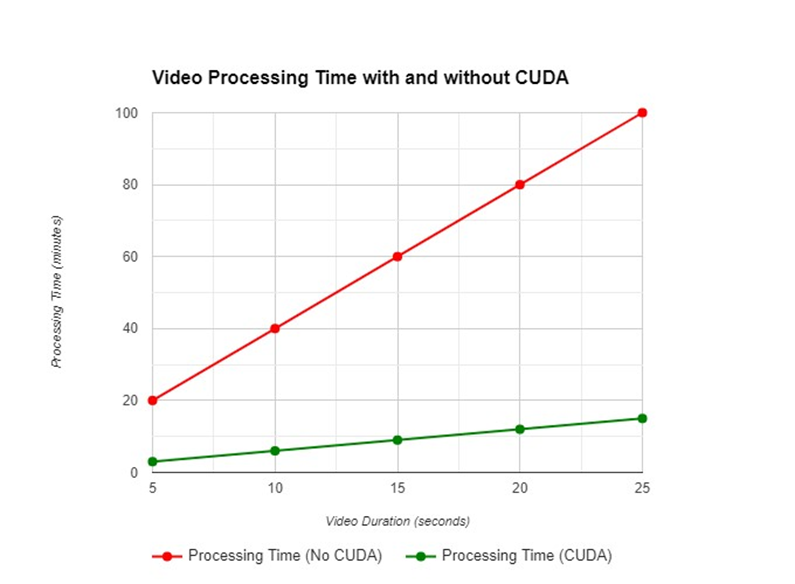 Video Processing Time with and without CUDA
100
80
60
40
20
0
Processing Time (minutes)
5 10 15 20 25
Video Duration (seconds)
Processing Time (No CUDA) Processing Time (CUDA)